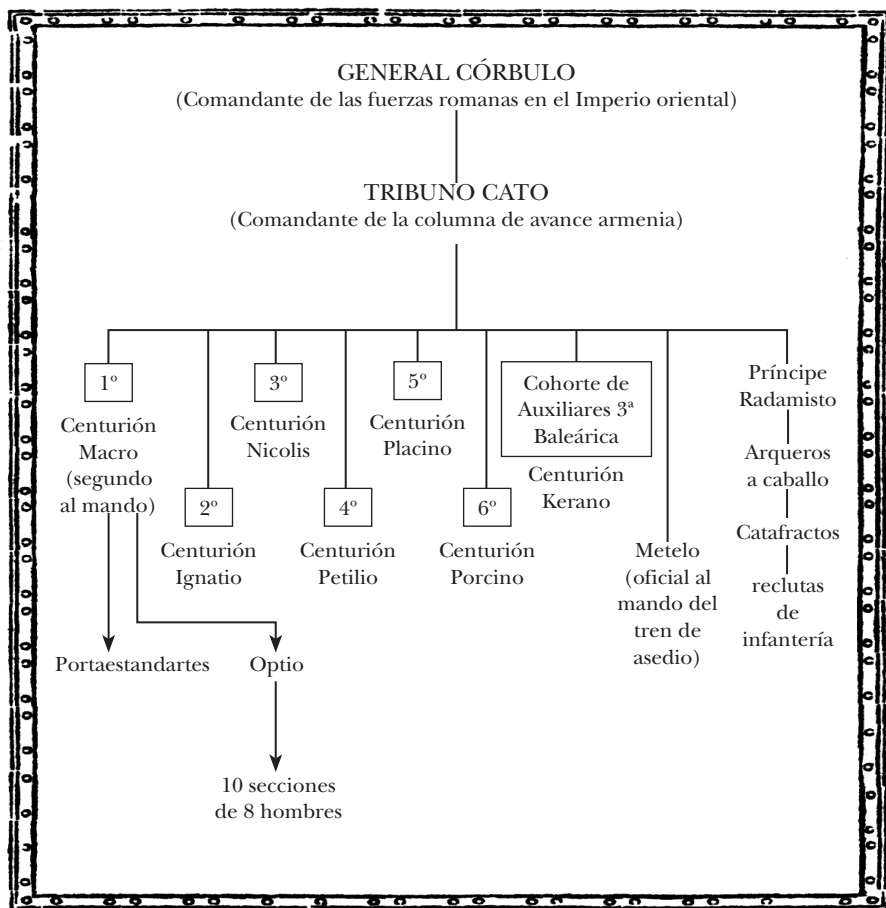 GENERAL CÓRBULO
(Comandante de las fuerzas romanas en el Imperio oriental)
TRIBUNO CATO
(Comandante de la columna de avance armenia)
1º
Centurión
Macro
(segundo
al mando)
2º
Centurión
Ignatio
3º
Centurión
Nicolis
4º
Centurión
Petilio
5º
Centurión
Placino
6º
Centurión
Porcino
Cohorte de
Auxiliares 3ª
Baleárica
Centurión
Kerano
Metelo
(oficial al
mando del
tren de
asedio)
Príncipe
Radamisto
Arqueros
a caballo
Catafractos
reclutas
de
infantería
Portaestandartes
Optio
10 secciones
de 8 hombres